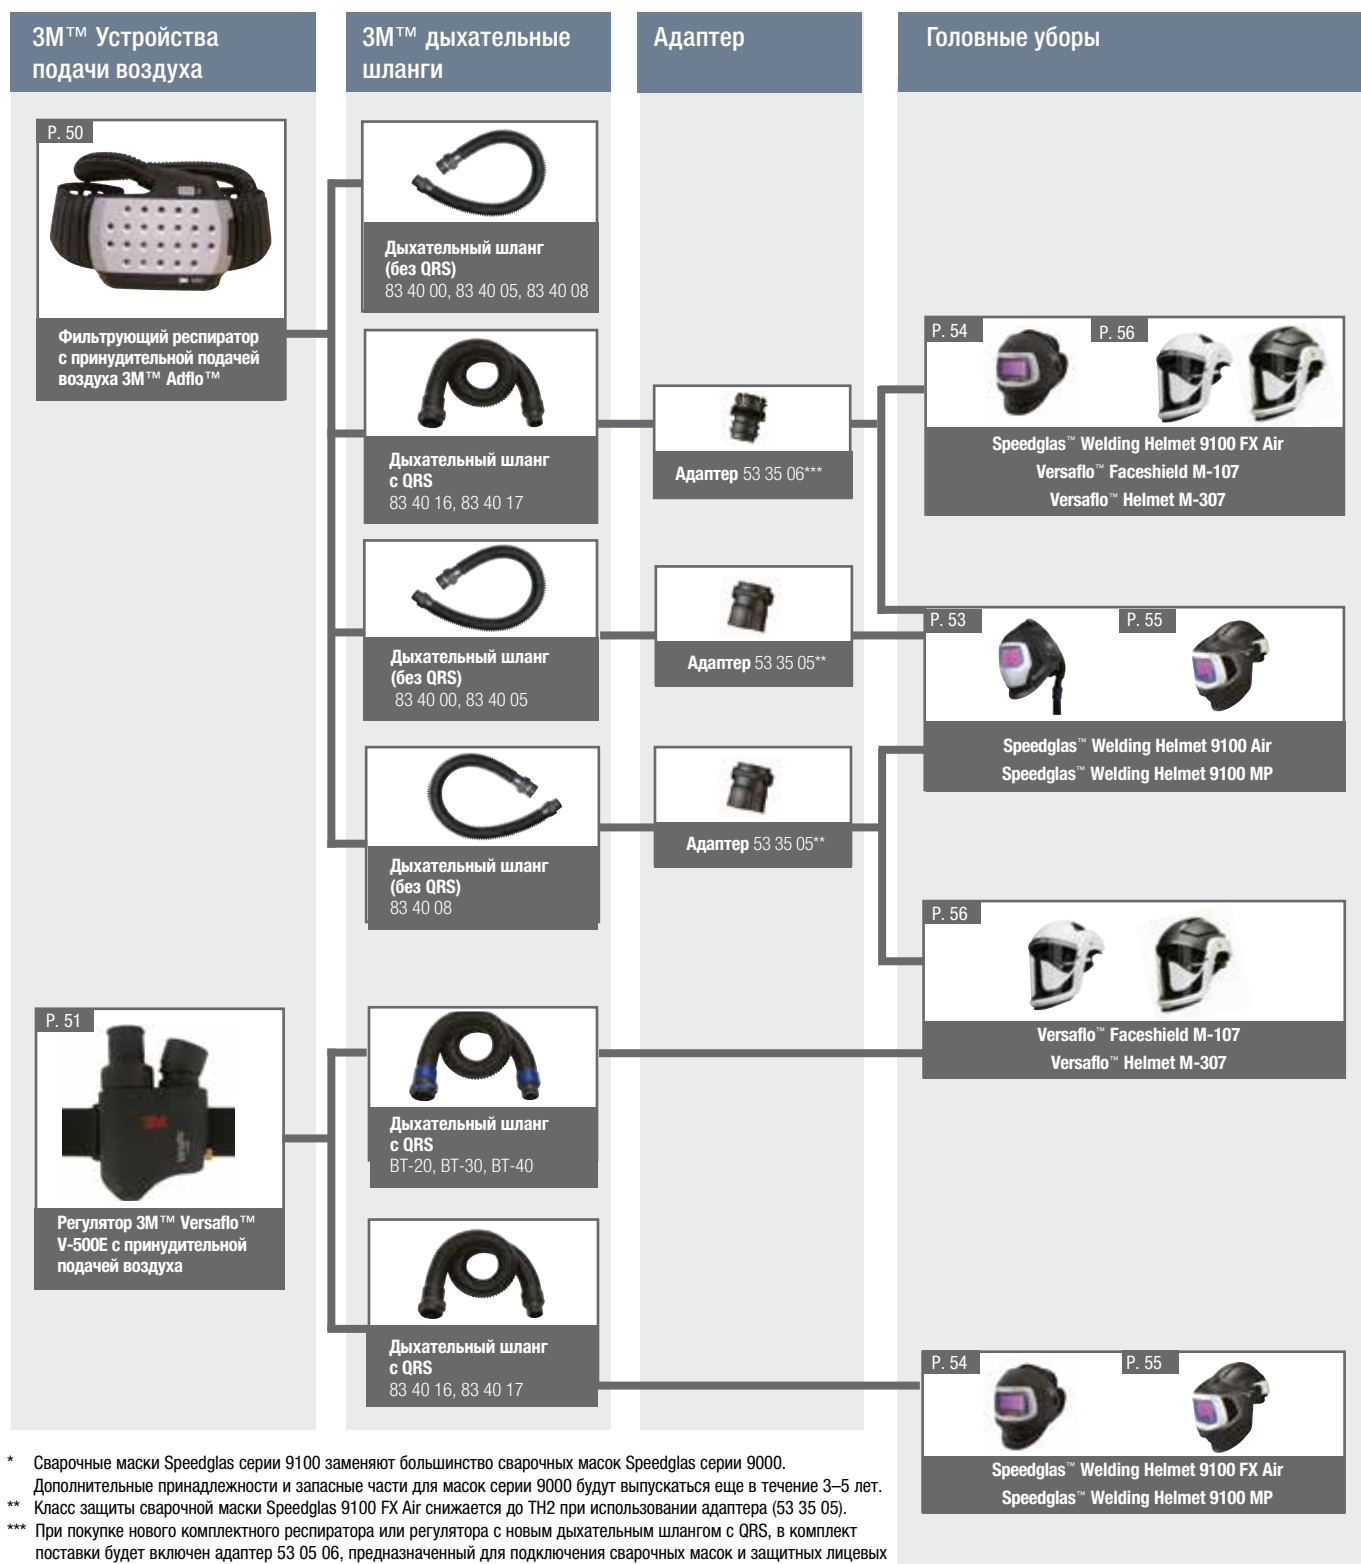 3М™ Устройства
подачи воздуха
3М™ дыхательные
шланги
Адаптер
Головные уборы
P. 50
Фильтрующий респиратор
с принудительной подачей
воздуха 3М™ Adflo™
Дыхательный шланг
(без QRS)
83 40 00, 83 40 05, 83 40 08
Дыхательный шланг
с QRS
83 40 16, 83 40 17
Адаптер 53 35 06***
P. 54
P. 56
Speedglas™ Welding Helmet 9100 FX Air
Versaflo™ Faceshield M-107
Versaflo™ Helmet M-307
Дыхательный шланг
(без QRS)
83 40 00, 83 40 05
Адаптер 53 35 05**
P. 53
P. 55
Speedglas™ Welding Helmet 9100 Air
Speedglas™ Welding Helmet 9100 MP
Дыхательный шланг
(без QRS)
83 40 08
Адаптер 53 35 05**
P. 56
Versaflo™ Faceshield M-107
Versaflo™ Helmet M-307
P. 51
Регулятор 3М™ Versaflo™
V-500E с принудительной
подачей воздуха
Дыхательный шланг
с QRS
BT-20, BT-30, BT-40
Дыхательный шланг
с QRS
83 40 16, 83 40 17
P. 54
P. 55
Speedglas™ Welding Helmet 9100 FX Air
Speedglas™ Welding Helmet 9100 MP
* Сварочные маски Speedglas серии 9100 заменяют большинство сварочных масок Speedglas серии 9000.
Дополнительные принадлежности и запасные части для масок серии 9000 будут выпускаться еще в течение 3–5 лет.
** Класс защиты сварочной маски Speedglas 9100 FX Air снижается до TH2 при использовании адаптера (53 35 05).
*** При покупке нового комплектного респиратора или регулятора с новым дыхательным шлангом с QRS, в комплект
поставки будет включен адаптер 53 05 06, предназначенный для подключения сварочных масок и защитных лицевых